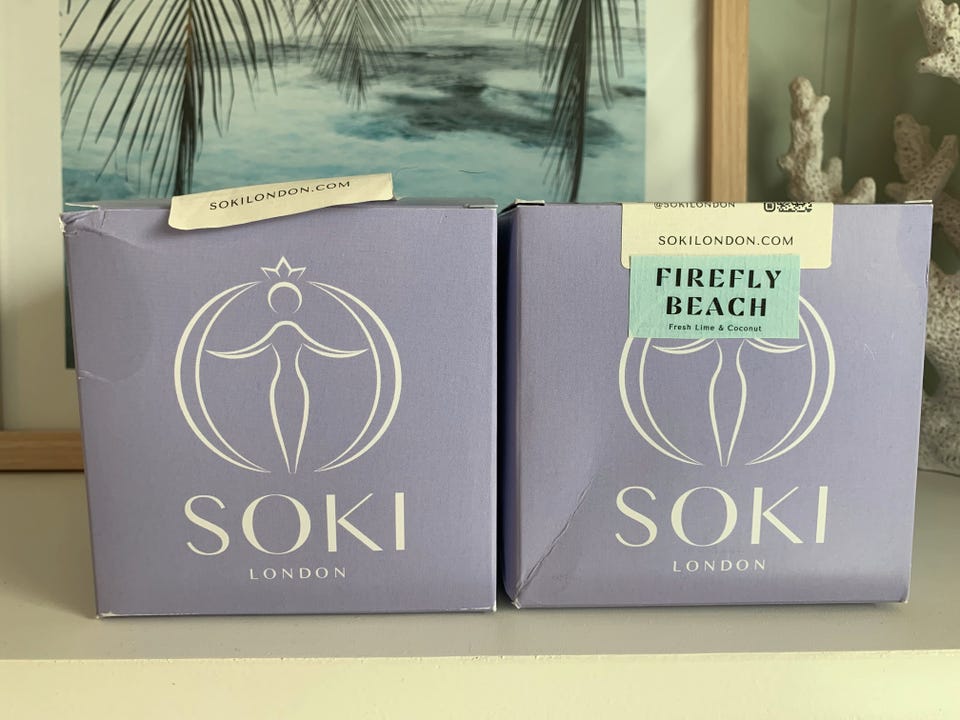 SOKILONDON.COM
SOKI
LONDON
@SOKILONDON
SOKILONDON.COM
FIREFLY
BEACH
Fresh Lime & Coconut
SOKI
LONDON